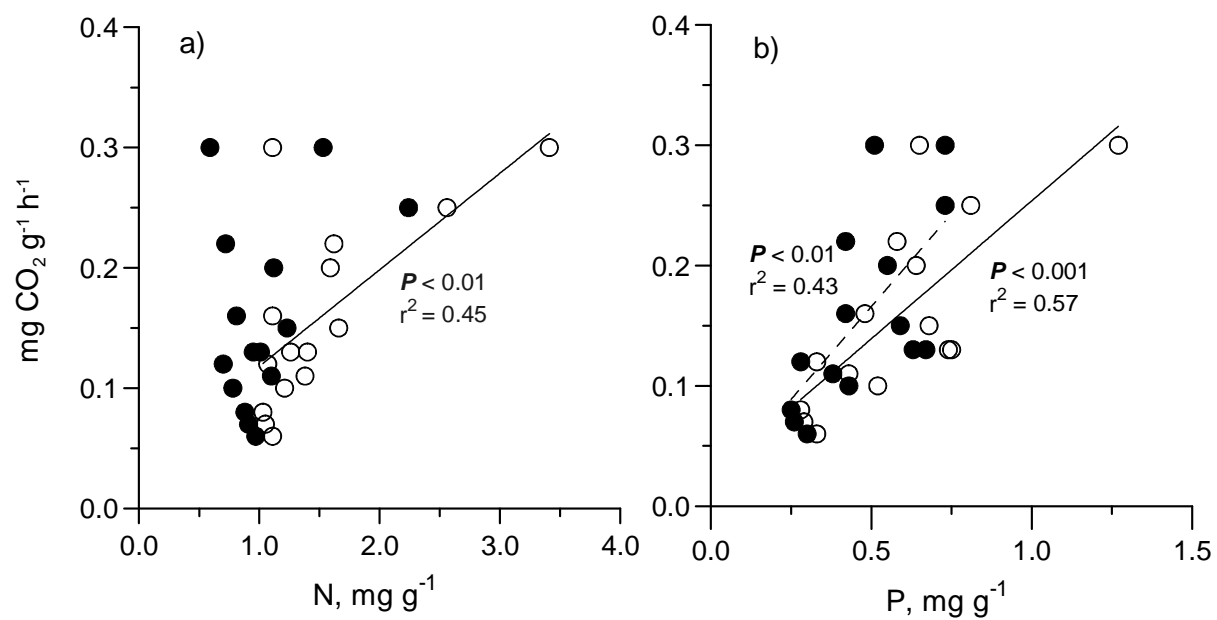 a)
0.4
0.3
0.2
0.1
0.0
mg CO₂ g⁻¹ h⁻¹
P < 0.01
r² = 0.45
0.0 1.0 2.0 3.0 4.0
N, mg g⁻¹
b)
0.4
0.3
0.2
0.1
0.0
P < 0.01
r² = 0.43
P < 0.001
r² = 0.57
0.0 0.5 1.0 1.5
P, mg g⁻¹